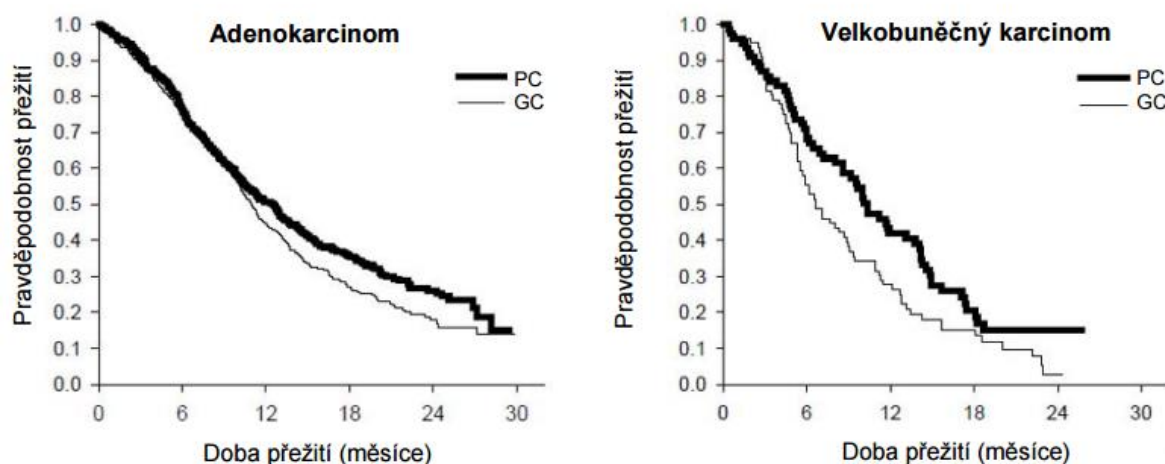 Adenokarcinom
PC
GC
Pravděpodobnost přežití
1.0
0.9
0.8
0.7
0.6
0.5
0.4
0.3
0.2
0.1
0.0
0 6 12 18 24 30
Doba přežití (měsíce)
Velkobuněčný karcinom
PC
GC
Pravděpodobnost přežití
1.0
0.9
0.8
0.7
0.6
0.5
0.4
0.3
0.2
0.1
0.0
0 6 12 18 24 30
Doba přežití (měsíce)